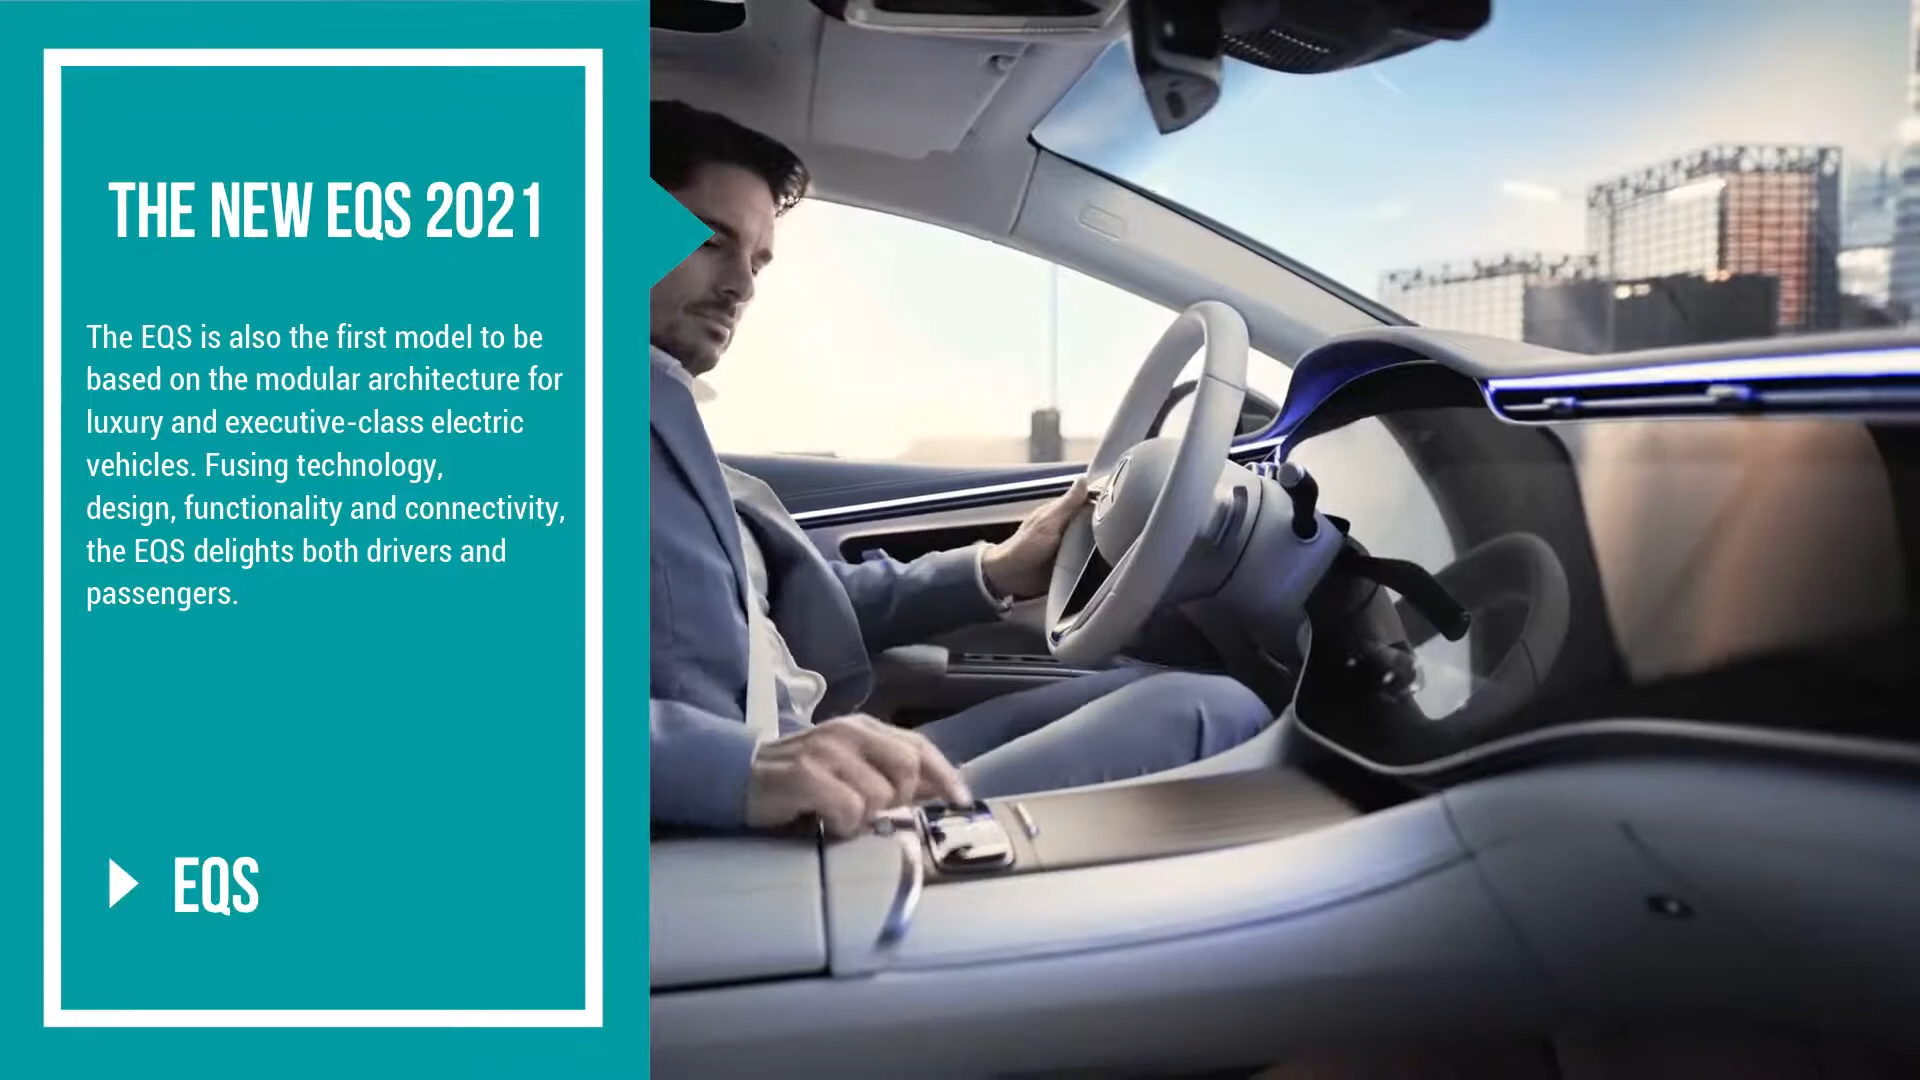 THE NEW EQS 2021
The EQS is also the first model to be
based on the modular architecture for
luxury and executive-class electric
vehicles. Fusing technology,
design, functionality and connectivity,
the EQS delights both drivers and
passengers.
EQS